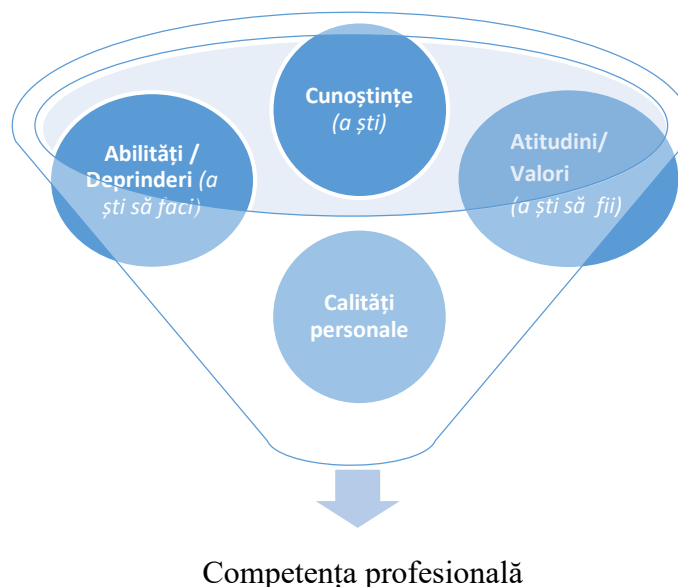 Cunoștințe
(a ști)
Abilități /
Deprinderi (a
ști să faci)
Atitudini/
Valori
(a ști să fii)
Calități
personale
Competența profesională